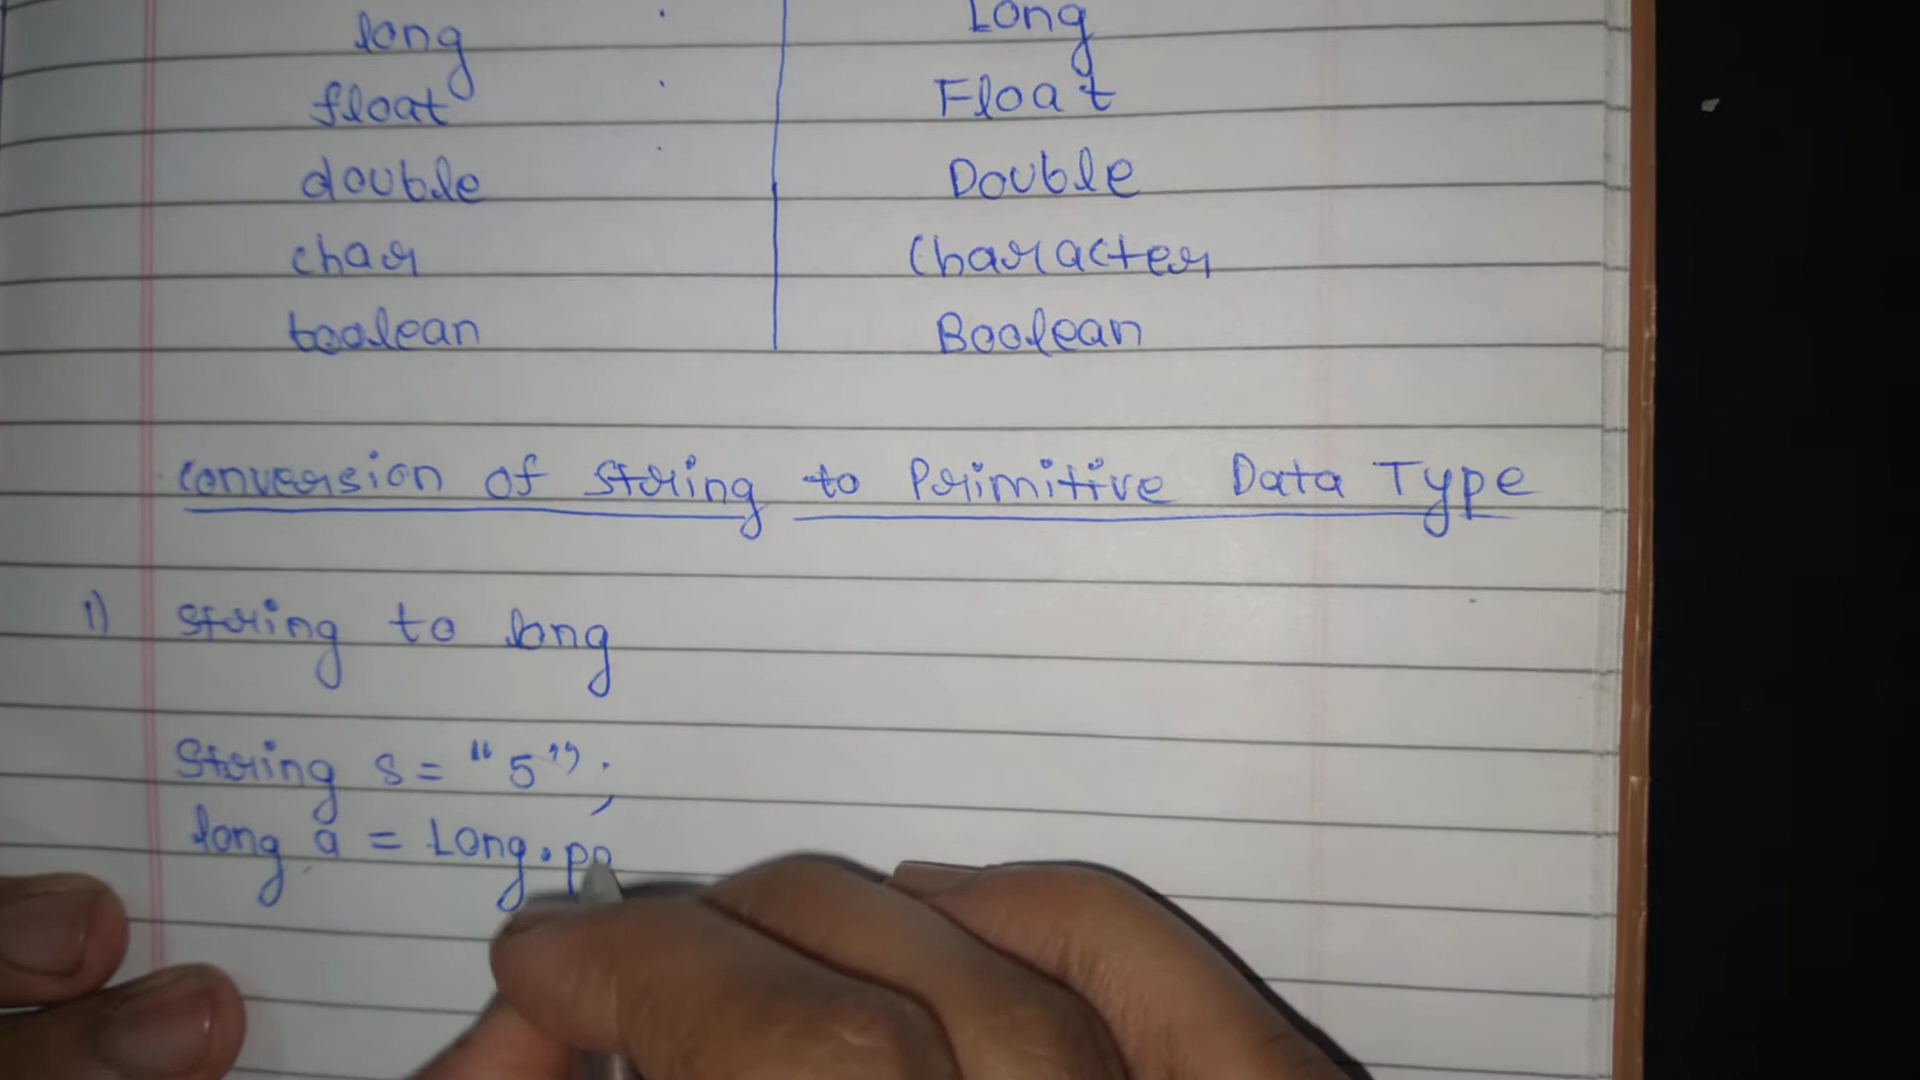 long Long
float Float
double Double
char Character
boolean Boolean
Conversion of String to Primitive Data Type
1) String to long
String s = "5";
long a = Long.pa